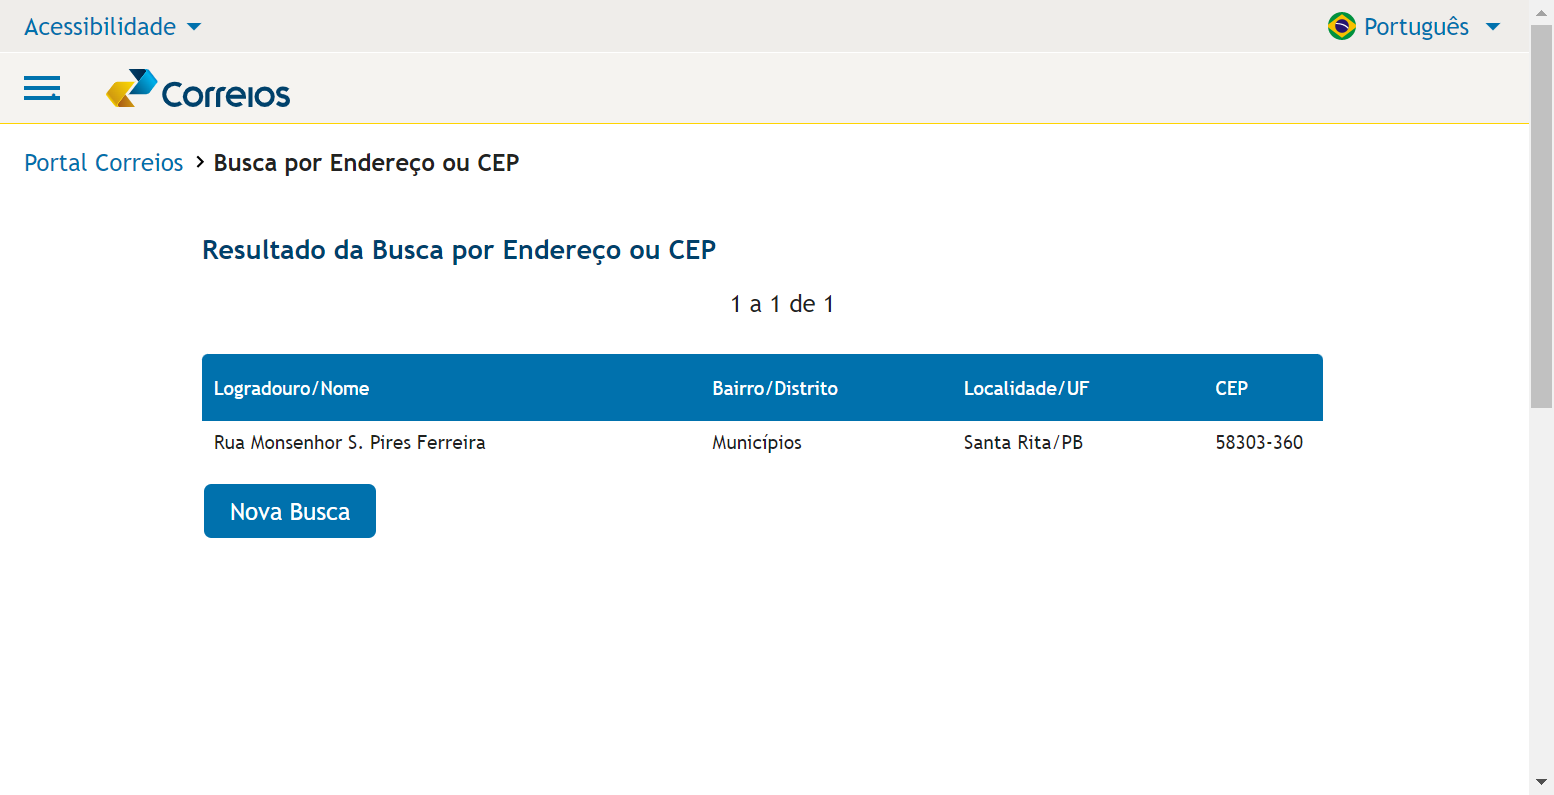 Acessibilidade
Português
Correios
Portal Correios > Busca por Endereço ou CEP
Resultado da Busca por Endereço ou CEP
1 a 1 de 1
Logradouro/Nome Bairro/Distrito Localidade/UF CEP
Rua Monsenhor S. Pires Ferreira Municípios Santa Rita/PB 58303-360
Nova Busca